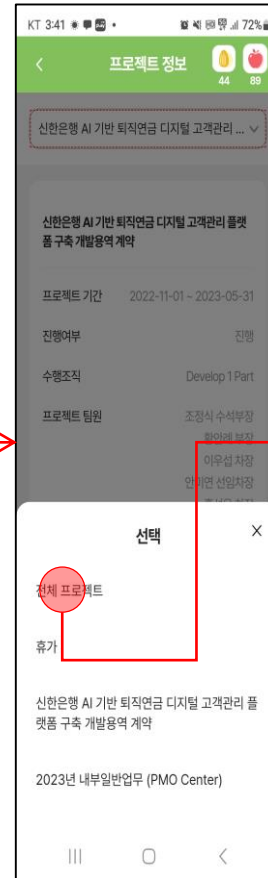 KT 3:41
72%
프로젝트 정보
44
89
신한은행 AI 기반 퇴직연금 디지털 고객관리 ...
신한은행 AI 기반 퇴직연금 디지털 고객관리 플랫
폼 구축 개발용역 계약
프로젝트 기간 2022-11-01 ~ 2023-05-31
진행여부 진행
수행조직 Develop 1 Part
프로젝트 팀원 조정식 수석부장
이우섭 차장
선임차장
선택 X
전체 프로젝트
휴가
신한은행 AI 기반 퇴직연금 디지털 고객관리 플
랫폼 구축 개발용역 계약
2023년 내부일반업무 (PMO Center)